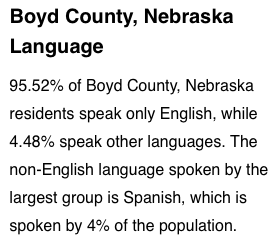 Boyd County, Nebraska
Language
95.52% of Boyd County, Nebraska
residents speak only English, while
4.48% speak other languages. The
non-English language spoken by the
largest group is Spanish, which is
spoken by 4% of the population.